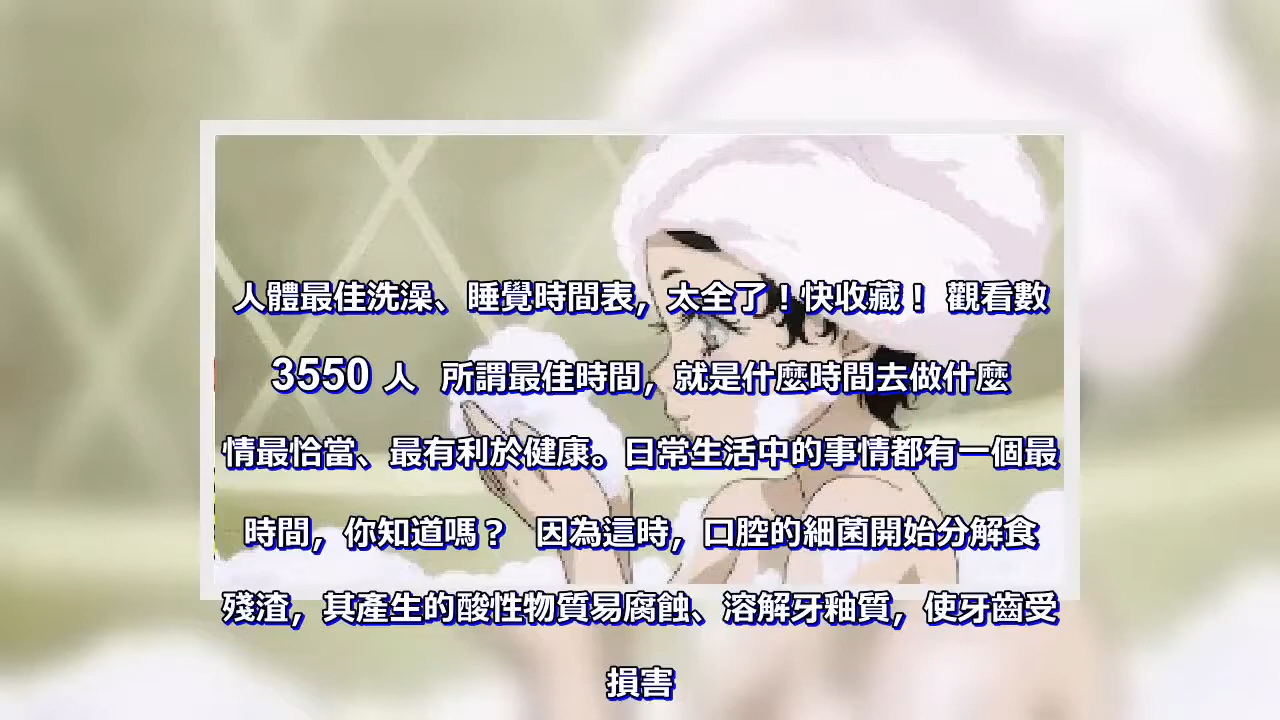 人體最佳洗澡、睡覺時間表，太全了！快收藏！ 觀看數
3550 人 所謂最佳時間，就是什麼時間去做什麼
情最恰當、最有利於健康。日常生活中的事情都有一個最
時間，你知道嗎？ 因為這時，口腔的細菌開始分解食
殘渣，其產生的酸性物質易腐蝕、溶解牙釉質，使牙齒受
損害